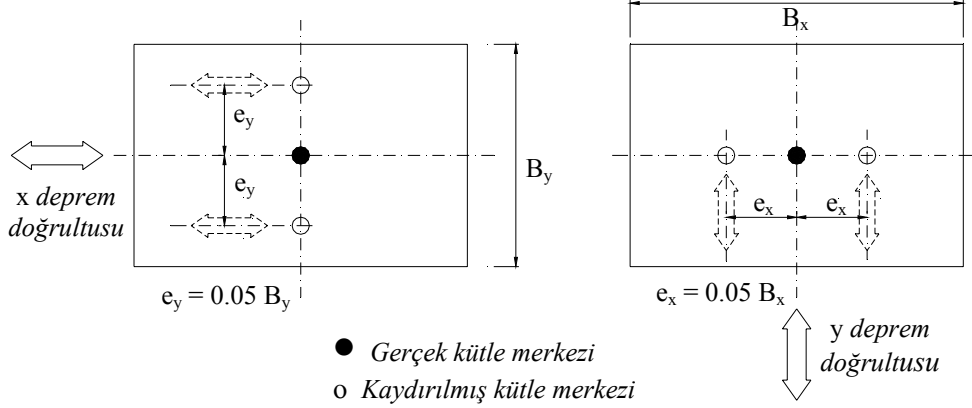 B_x
e_y
B_y
e_y
x deprem
doğrultusu
e_x
e_x
e_y = 0.05 B_y
e_x = 0.05 B_x
● Gerçek kütle merkezi
o Kaydırılmış kütle merkezi
y deprem
doğrultusu